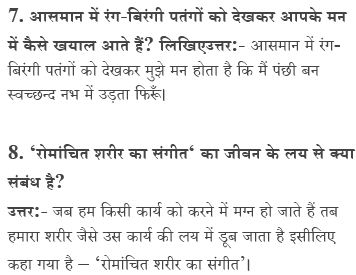 7. आसमान में रंग-बिरंगी पतंगों को देखकर आपके मन
में कैसे खयाल आते हैं? लिखिएउत्तर:- आसमान में रंग-
बिरंगी पतंगों को देखकर मुझे मन होता है कि मैं पंछी बन
स्वच्छन्द नभ में उड़ता फिरूँ।
8. ‘रोमांचित शरीर का संगीत‘ का जीवन के लय से क्या
संबंध है?
उत्तर:- जब हम किसी कार्य को करने में मग्न हो जाते हैं तब
हमारा शरीर जैसे उस कार्य की लय में डूब जाता है इसीलिए
कहा गया है – ‘रोमांचित शरीर का संगीत’।